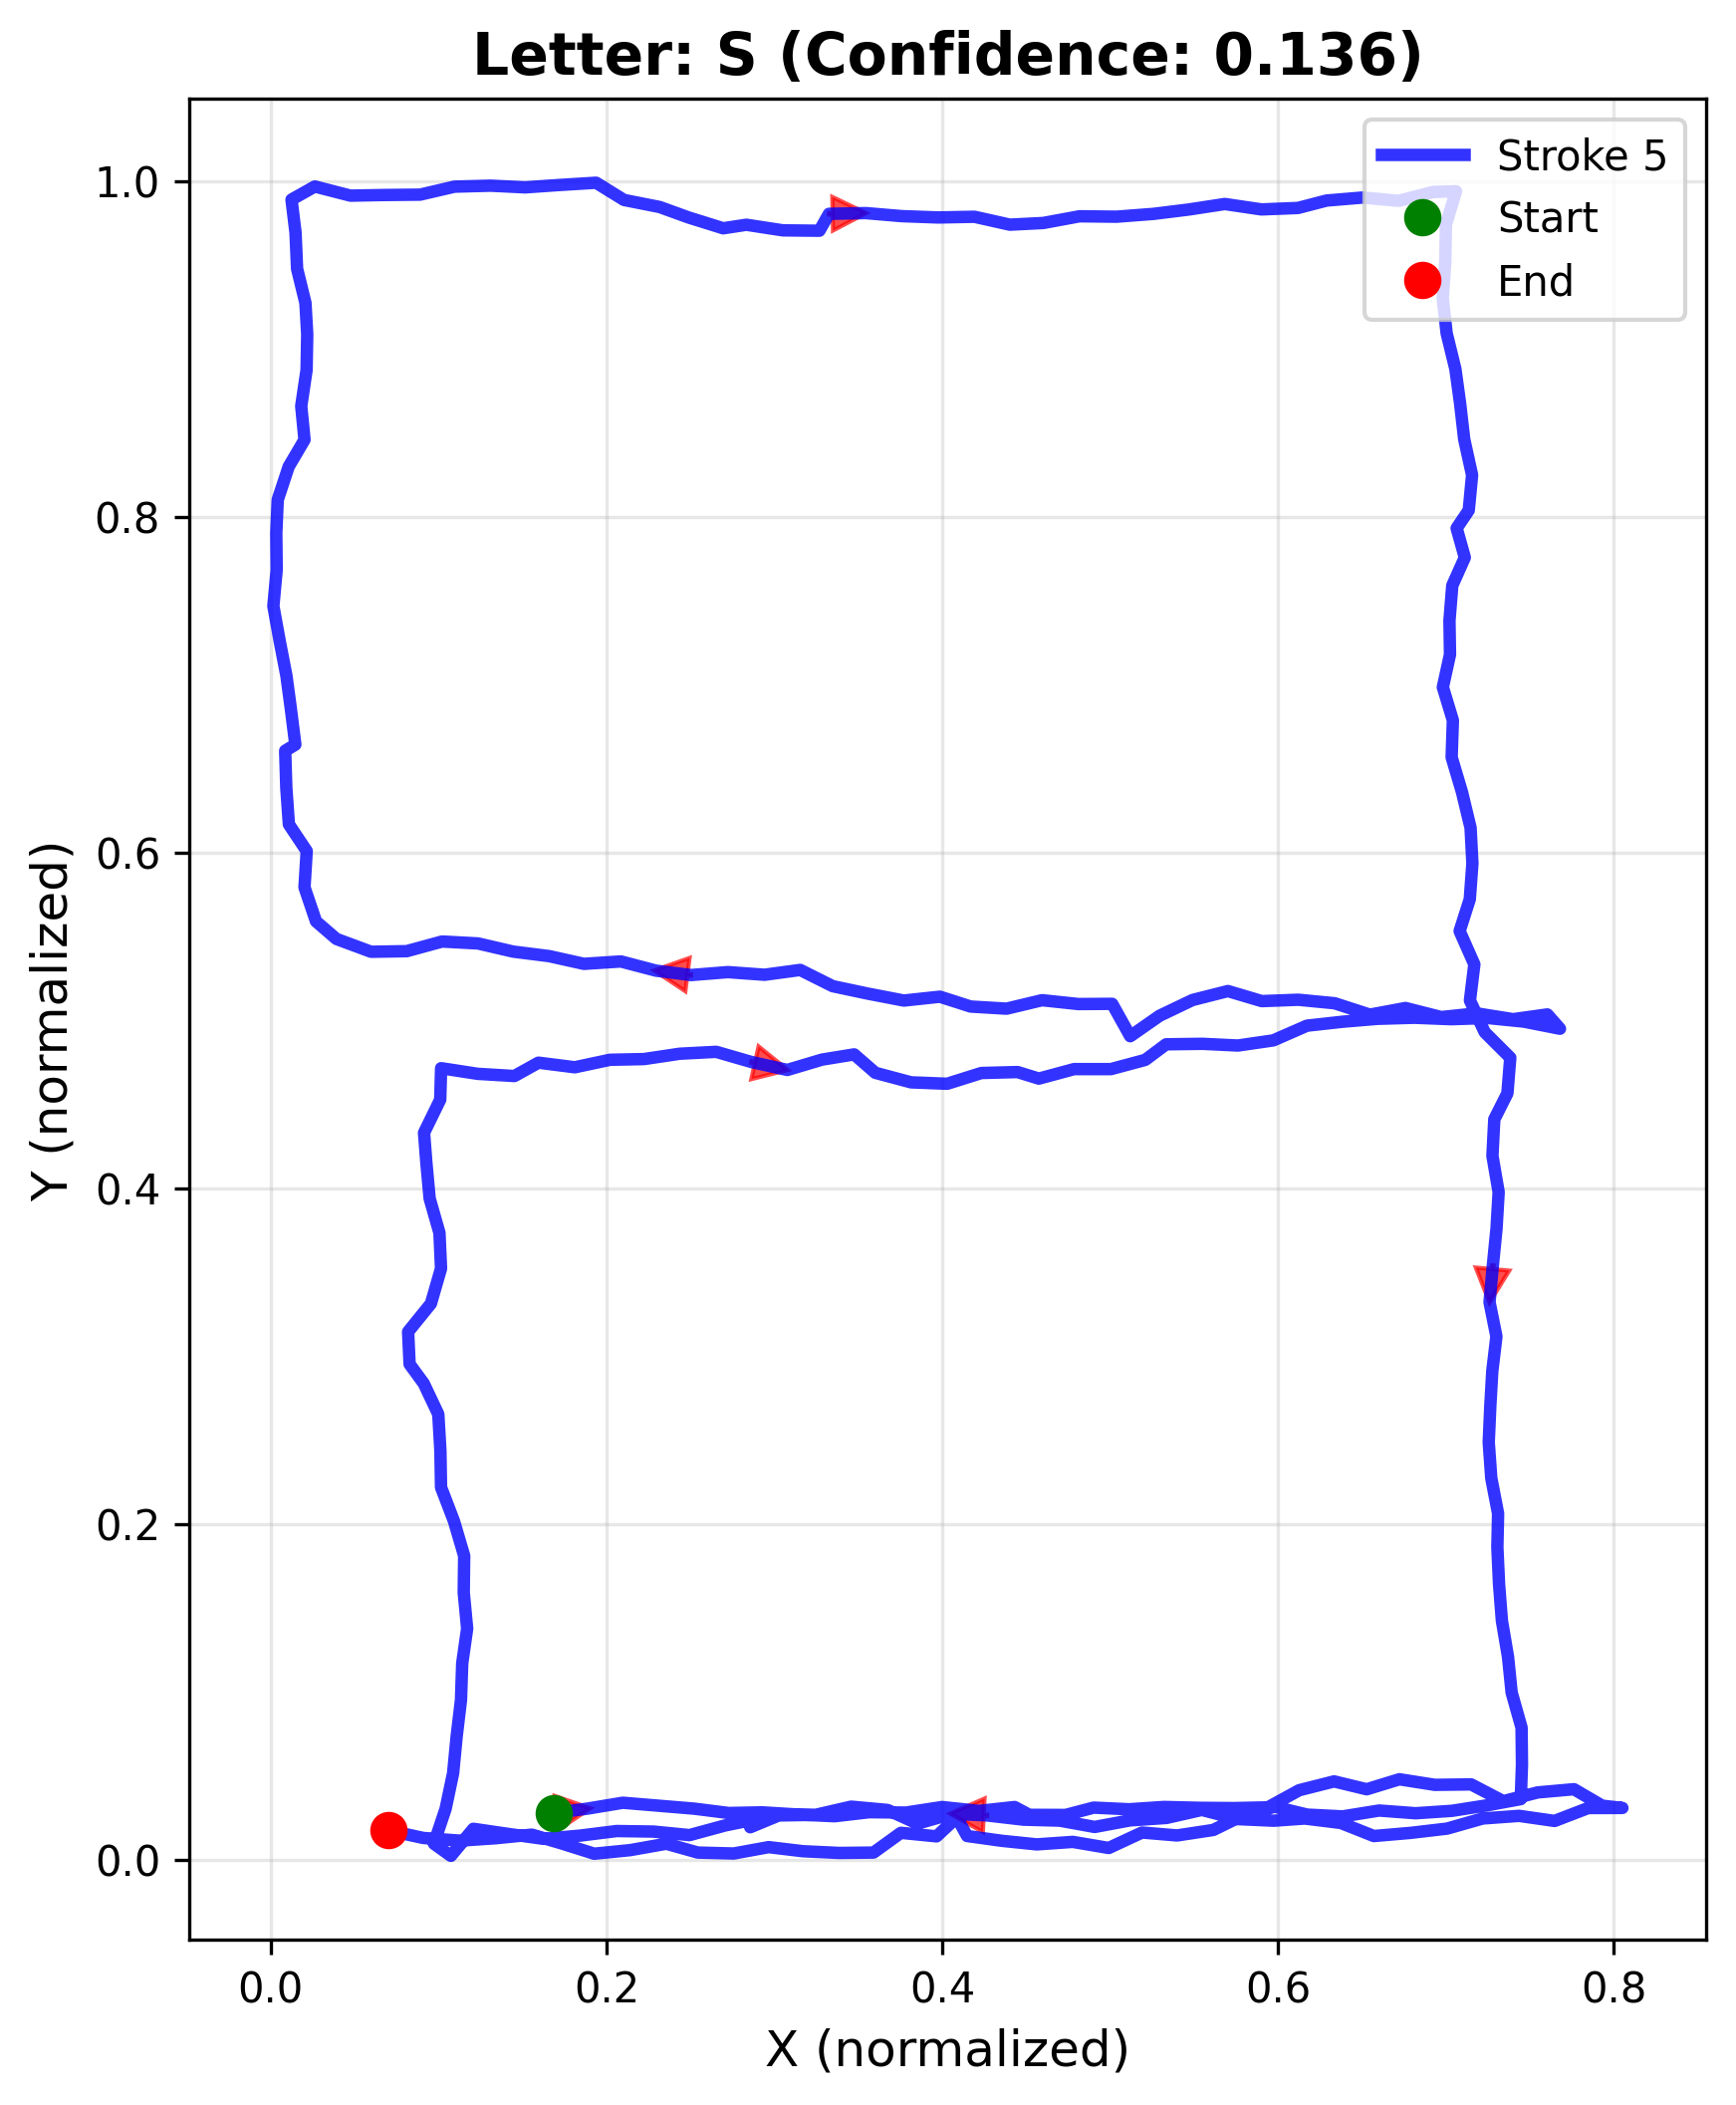 Letter: S (Confidence: 0.136)
Stroke 5
Start
End
1.0
0.8
0.6
0.4
0.2
0.0
Y (normalized)
0.0 0.2 0.4 0.6 0.8
X (normalized)